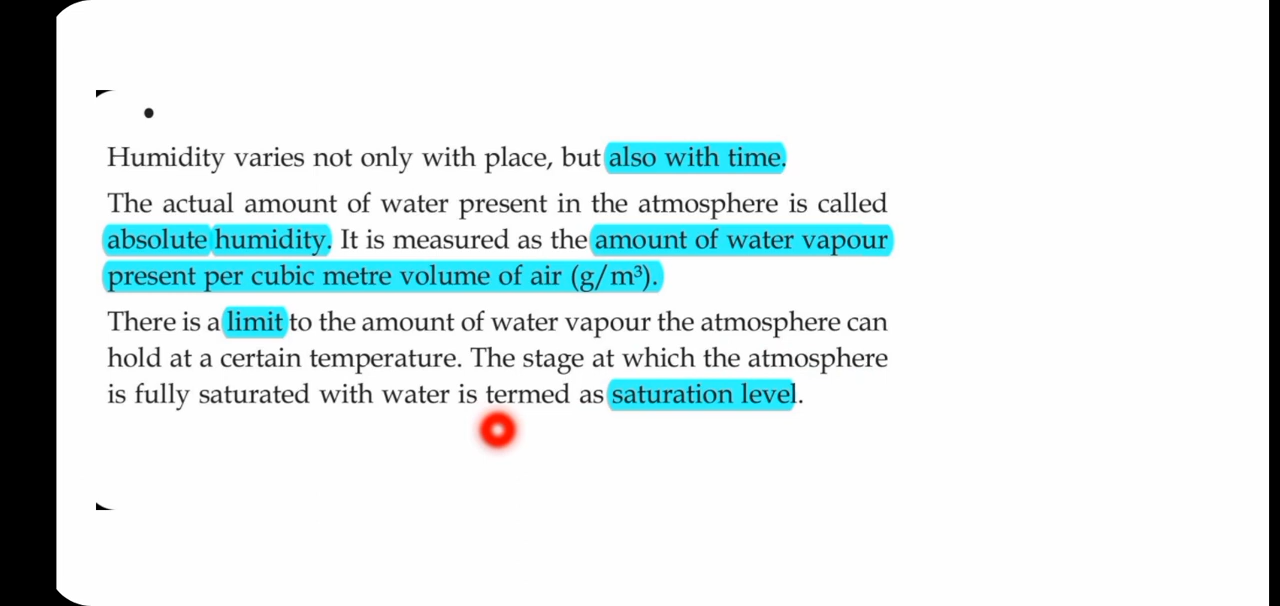 Humidity varies not only with place, but also with time.
The actual amount of water present in the atmosphere is called
absolute humidity. It is measured as the amount of water vapour
present per cubic metre volume of air (g/m³).
There is a limit to the amount of water vapour the atmosphere can
hold at a certain temperature. The stage at which the atmosphere
is fully saturated with water is termed as saturation level.